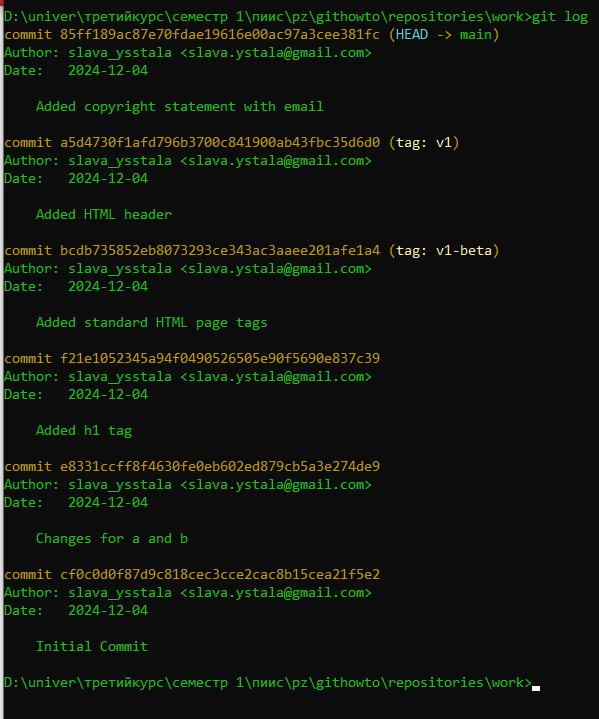 D:\univer\третийкурс\семестр 1\пиис\pz\githowto\repositories\work>git log
commit 85ff189ac87e70fdae19616e00ac97a3cee381fc (HEAD -> main)
Author: slava_ysstala <slava.ystala@gmail.com>
Date:   2024-12-04

    Added copyright statement with email

commit a5d4730f1afd796b3700c841900ab43fbc35d6d0 (tag: v1)
Author: slava_ysstala <slava.ystala@gmail.com>
Date:   2024-12-04

    Added HTML header

commit bcdb735852eb8073293ce343ac3aaee201afe1a4 (tag: v1-beta)
Author: slava_ysstala <slava.ystala@gmail.com>
Date:   2024-12-04

    Added standard HTML page tags

commit f21e1052345a94f0490526505e90f5690e837c39
Author: slava_ysstala <slava.ystala@gmail.com>
Date:   2024-12-04

    Added h1 tag

commit e8331ccff8f4630fe0eb602ed879cb5a3e274de9
Author: slava_ysstala <slava.ystala@gmail.com>
Date:   2024-12-04

    Changes for a and b

commit cf0c0d0f87d9c818cec3cce2cac8b15cea21f5e2
Author: slava_ysstala <slava.ystala@gmail.com>
Date:   2024-12-04

    Initial Commit

D:\univer\третийкурс\семестр 1\пиис\pz\githowto\repositories\work>